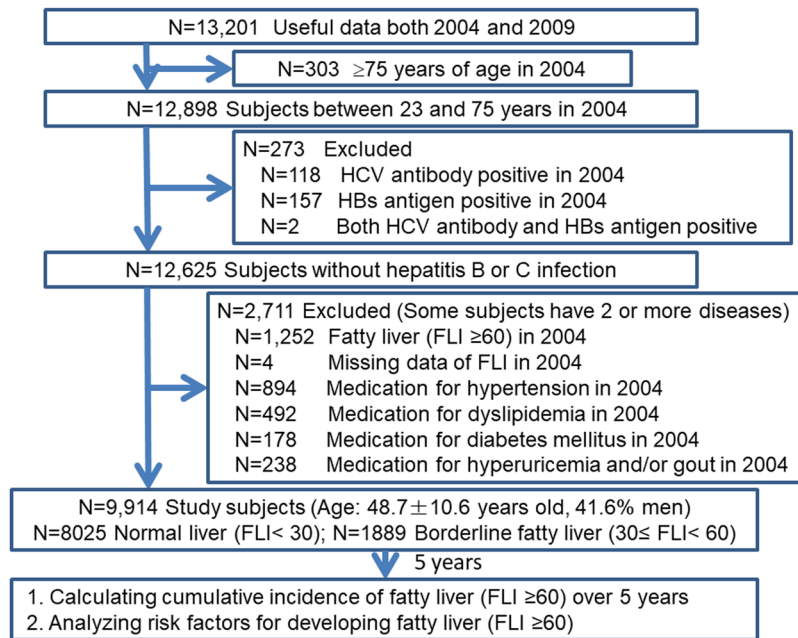 N=13,201 Useful data both 2004 and 2009
N=303 ≥75 years of age in 2004
N=12,898 Subjects between 23 and 75 years in 2004
N=273 Excluded
N=118 HCV antibody positive in 2004
N=157 HBs antigen positive in 2004
N=2 Both HCV antibody and HBs antigen positive
N=12,625 Subjects without hepatitis B or C infection
N=2,711 Excluded (Some subjects have 2 or more diseases)
N=1,252 Fatty liver (FLI ≥60) in 2004
N=4 Missing data of FLI in 2004
N=894 Medication for hypertension in 2004
N=492 Medication for dyslipidemia in 2004
N=178 Medication for diabetes mellitus in 2004
N=238 Medication for hyperuricemia and/or gout in 2004
N=9,914 Study subjects (Age: 48.7±10.6 years old, 41.6% men)
N=8025 Normal liver (FLI< 30); N=1889 Borderline fatty liver (30≤ FLI< 60)
5 years
1. Calculating cumulative incidence of fatty liver (FLI ≥60) over 5 years
2. Analyzing risk factors for developing fatty liver (FLI ≥60)